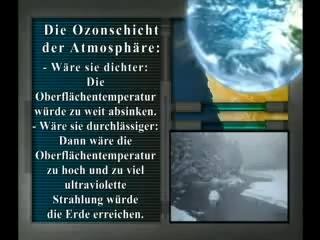 Die Ozonschicht
der Atmosphäre:
- Wäre sie dichter:
Die
Oberflächentemperatur
würde zu weit absinken.
- Wäre sie durchlässiger:
Dann wäre die
Oberflächentemperatur
zu hoch und zu viel
ultraviolette
Strahlung würde
die Erde erreichen.